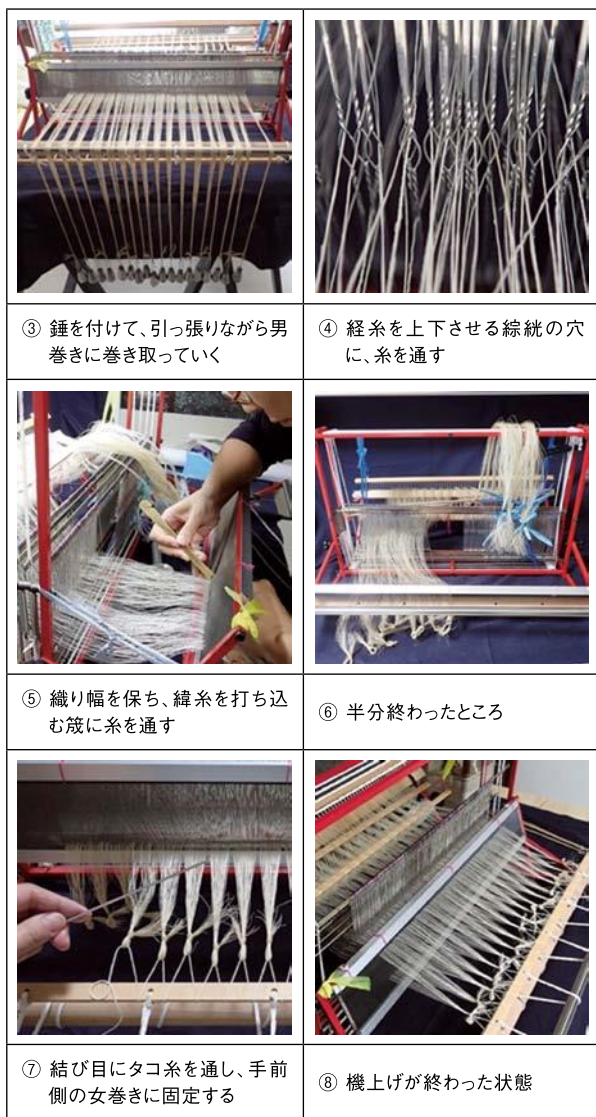 ③ 錘を付けて、引っ張りながら男
巻きに巻き取っていく
④ 経糸を上下させる綜絖の穴
に、糸を通す
⑤ 織り幅を保ち、緯糸を打ち込
む筬に糸を通す
⑥ 半分終わったところ
⑦ 結び目にタコ糸を通し、手前
側の女巻きに固定する
⑧ 機上げが終わった状態